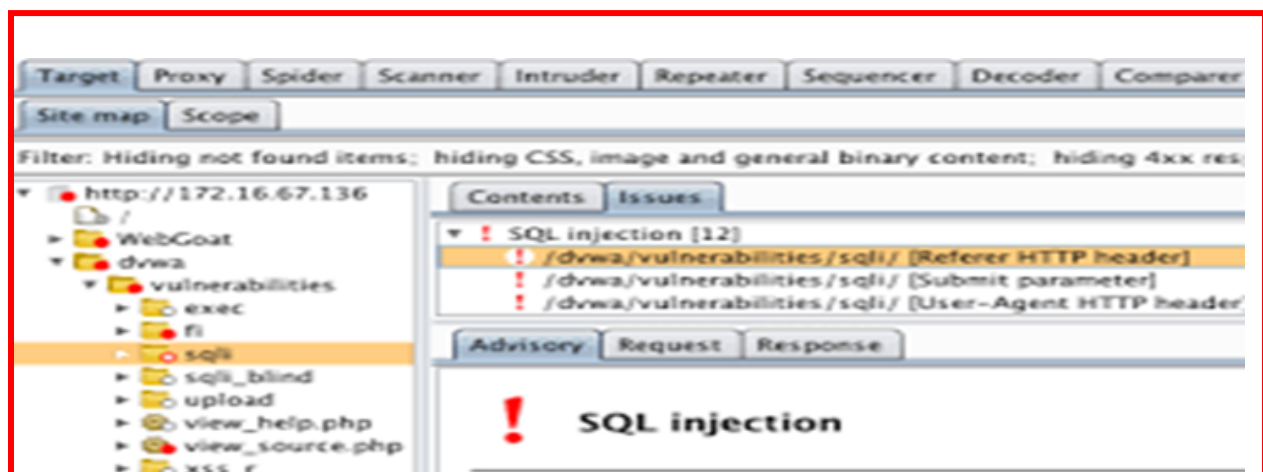 Target Proxy Spider Scanner Intruder Repeater Sequencer Decoder Comparer
Site map Scope
Filter: Hiding not found items; hiding CSS, image and general binary content; hiding 4xx res
http://172.16.67.136
/
WebGoat
dvwa
vulnerabilities
exec
fi
sqli
sqli_blind
upload
view_help.php
view_source.php
xss_r
Contents Issues
! SQL injection [12]
! /dvwa/vulnerabilities/sqli/ [Referer HTTP header]
! /dvwa/vulnerabilities/sqli/ [Submit parameter]
! /dvwa/vulnerabilities/sqli/ [User-Agent HTTP header]
Advisory Request Response
! SQL injection